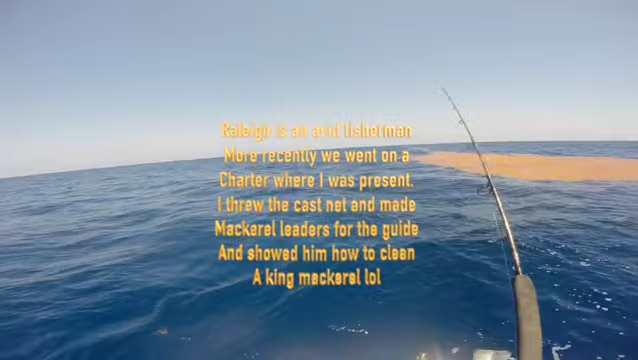 Raleigh is an avid fisherman
More recently we went on a
Charter where I was present.
I threw the cast net and made
Mackerel leaders for the guide
And showed him how to clean
A king mackerel lol